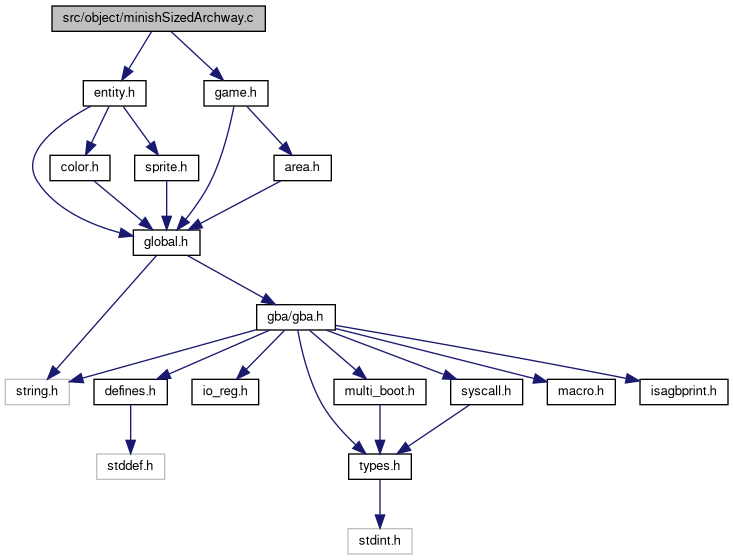 src/object/minishSizedArchway.c
entity.h
game.h
color.h
sprite.h
area.h
global.h
gba/gba.h
string.h
defines.h
io_reg.h
multi_boot.h
syscall.h
macro.h
isagbprint.h
stddef.h
types.h
stdint.h